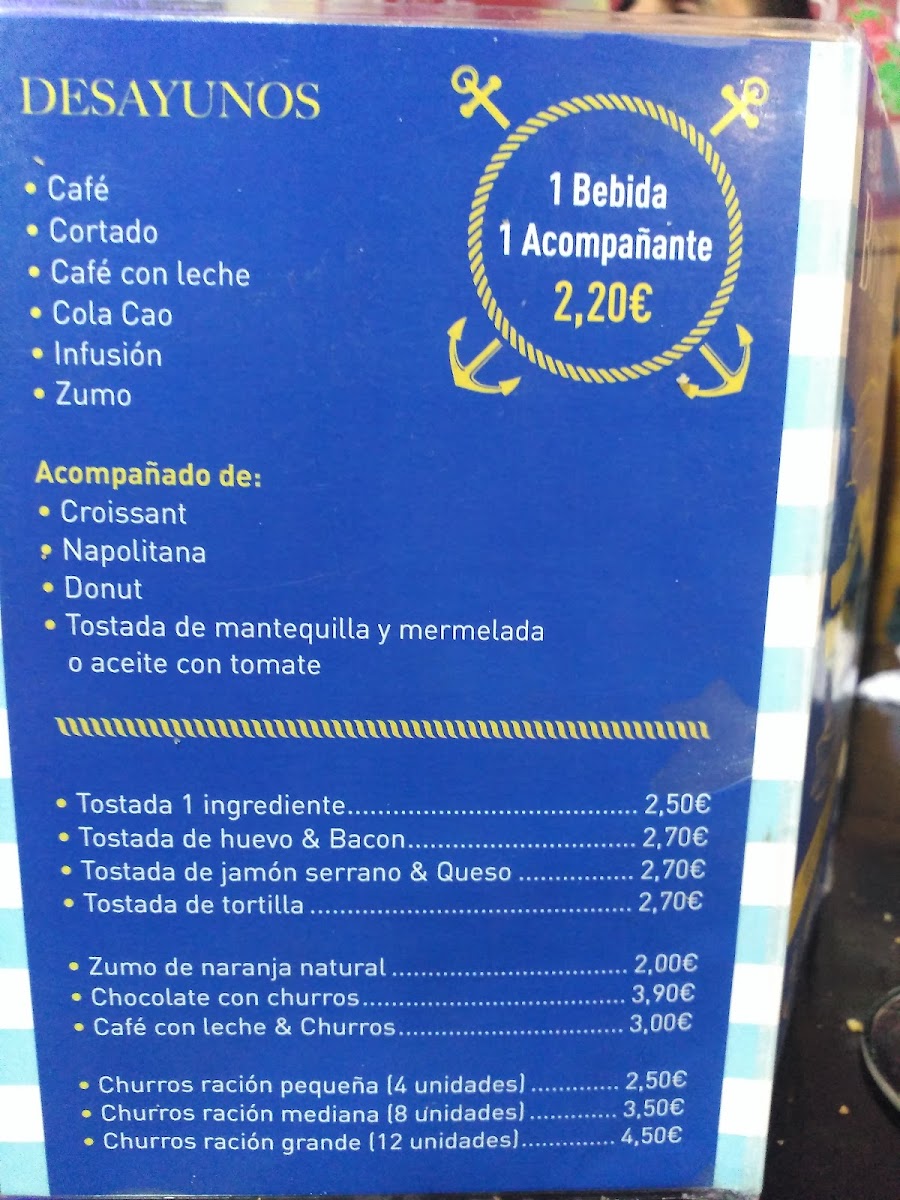 DESAYUNOS
1 Bebida
1 Acompañante
2,20€
• Café
• Cortado
• Café con leche
• Cola Cao
• Infusión
• Zumo
Acompañado de:
• Croissant
• Napolitana
• Donut
• Tostada de mantequilla y mermelada
o aceite con tomate
• Tostada 1 ingrediente...................................... 2,50€
• Tostada de huevo & Bacon.............................. 2,70€
• Tostada de jamón serrano & Queso ............... 2,70€
• Tostada de tortilla .......................................... 2,70€
• Zumo de naranja natural ............................... 2,00€
• Chocolate con churros................................... 3,90€
• Café con leche & Churros.............................. 3,00€
• Churros ración pequeña (4 unidades) ............ 2,50€
• Churros ración mediana (8 unidades)............ 3,50€
• Churros ración grande (12 unidades)............. 4,50€